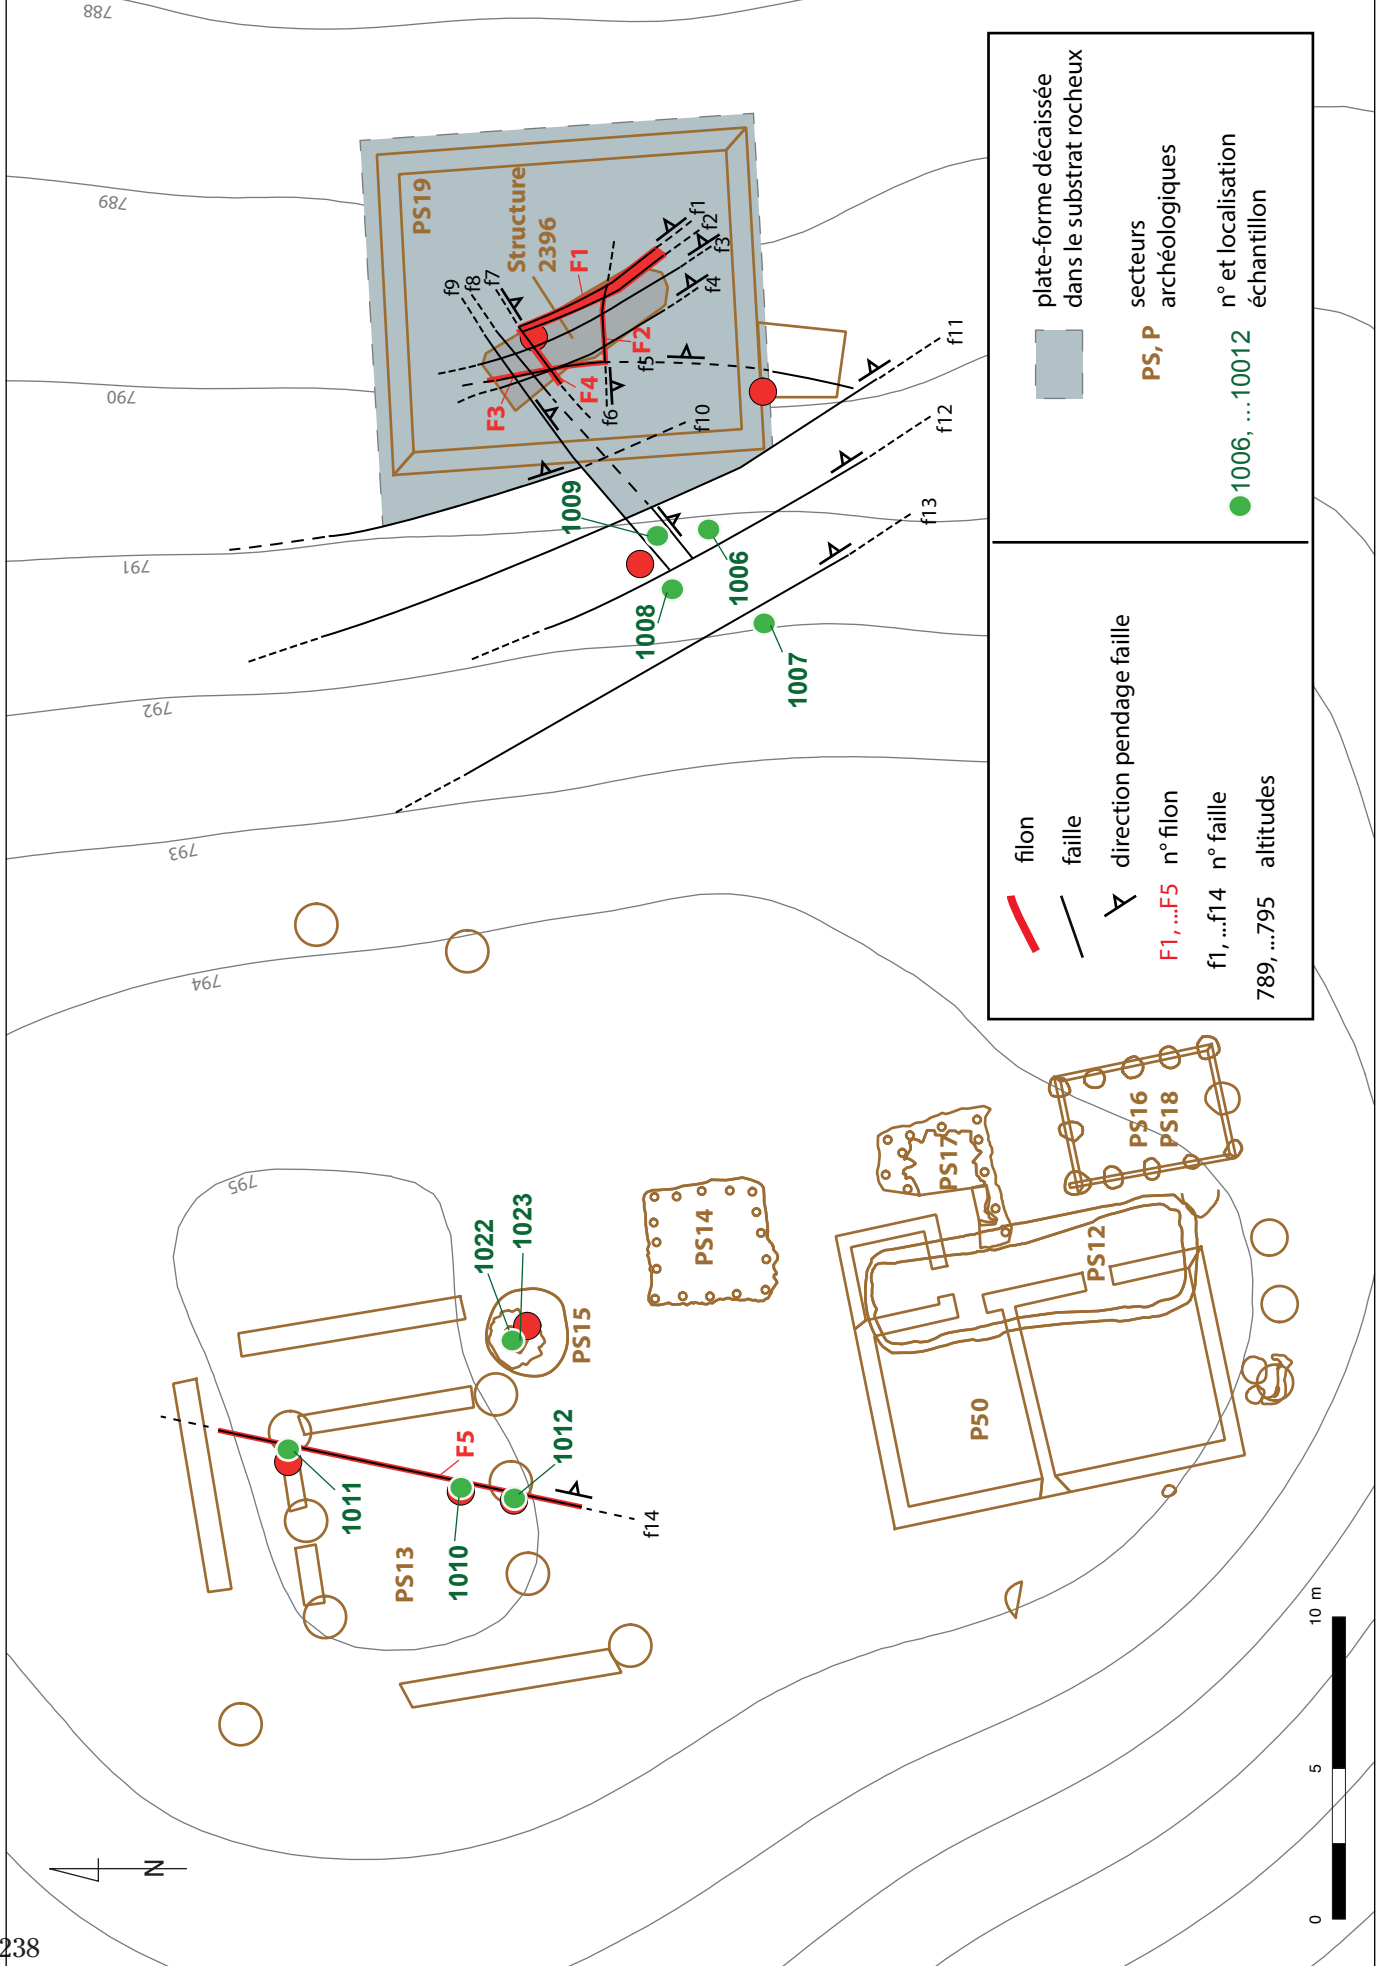 238
N
788
789
790
791
792
793
794
795
PS19
Structure
2396
F1
F2
F3
F4
f9
f8
f7
f1
f2
f3
f4
f5
f6
f10
f11
f12
f13
1009
1006
1008
1007
1022
1023
PS15
PS14
PS17
PS16
PS18
PS12
P50
PS13
F5
f14
1011
1010
1012
filon
faille
direction pendage faille
F1, ...F5 n° filon
f1, ...f14 n° faille
789, ...795 altitudes
plate-forme décaissée
dans le substrat rocheux
PS, P secteurs
archéologiques
1006, ...10012 n° et localisation
échantillon
0 5 10 m